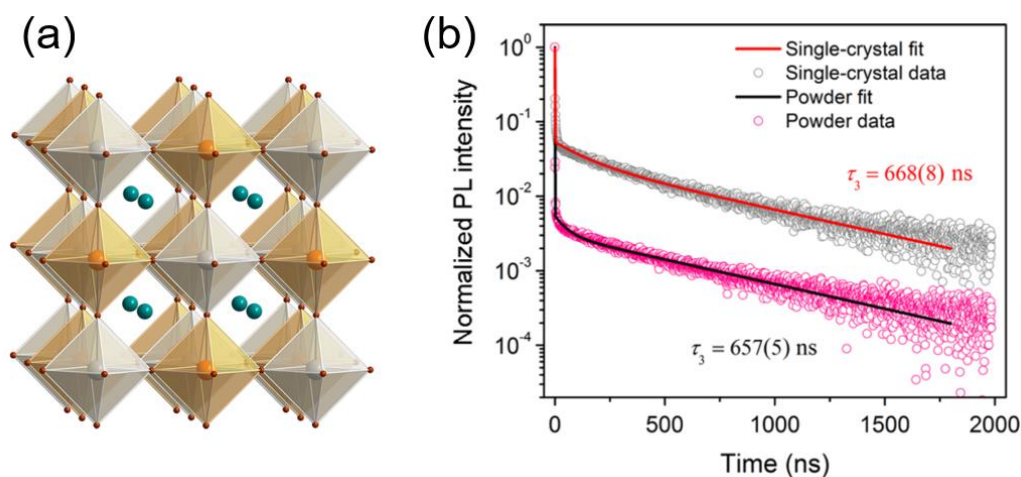 (a)
(b)
Normalized PL intensity
10⁰
10⁻¹
10⁻²
10⁻³
10⁻⁴
Single-crystal fit
Single-crystal data
Powder fit
Powder data
τ₃ = 668(8) ns
τ₃ = 657(5) ns
0 500 1000 1500 2000
Time (ns)